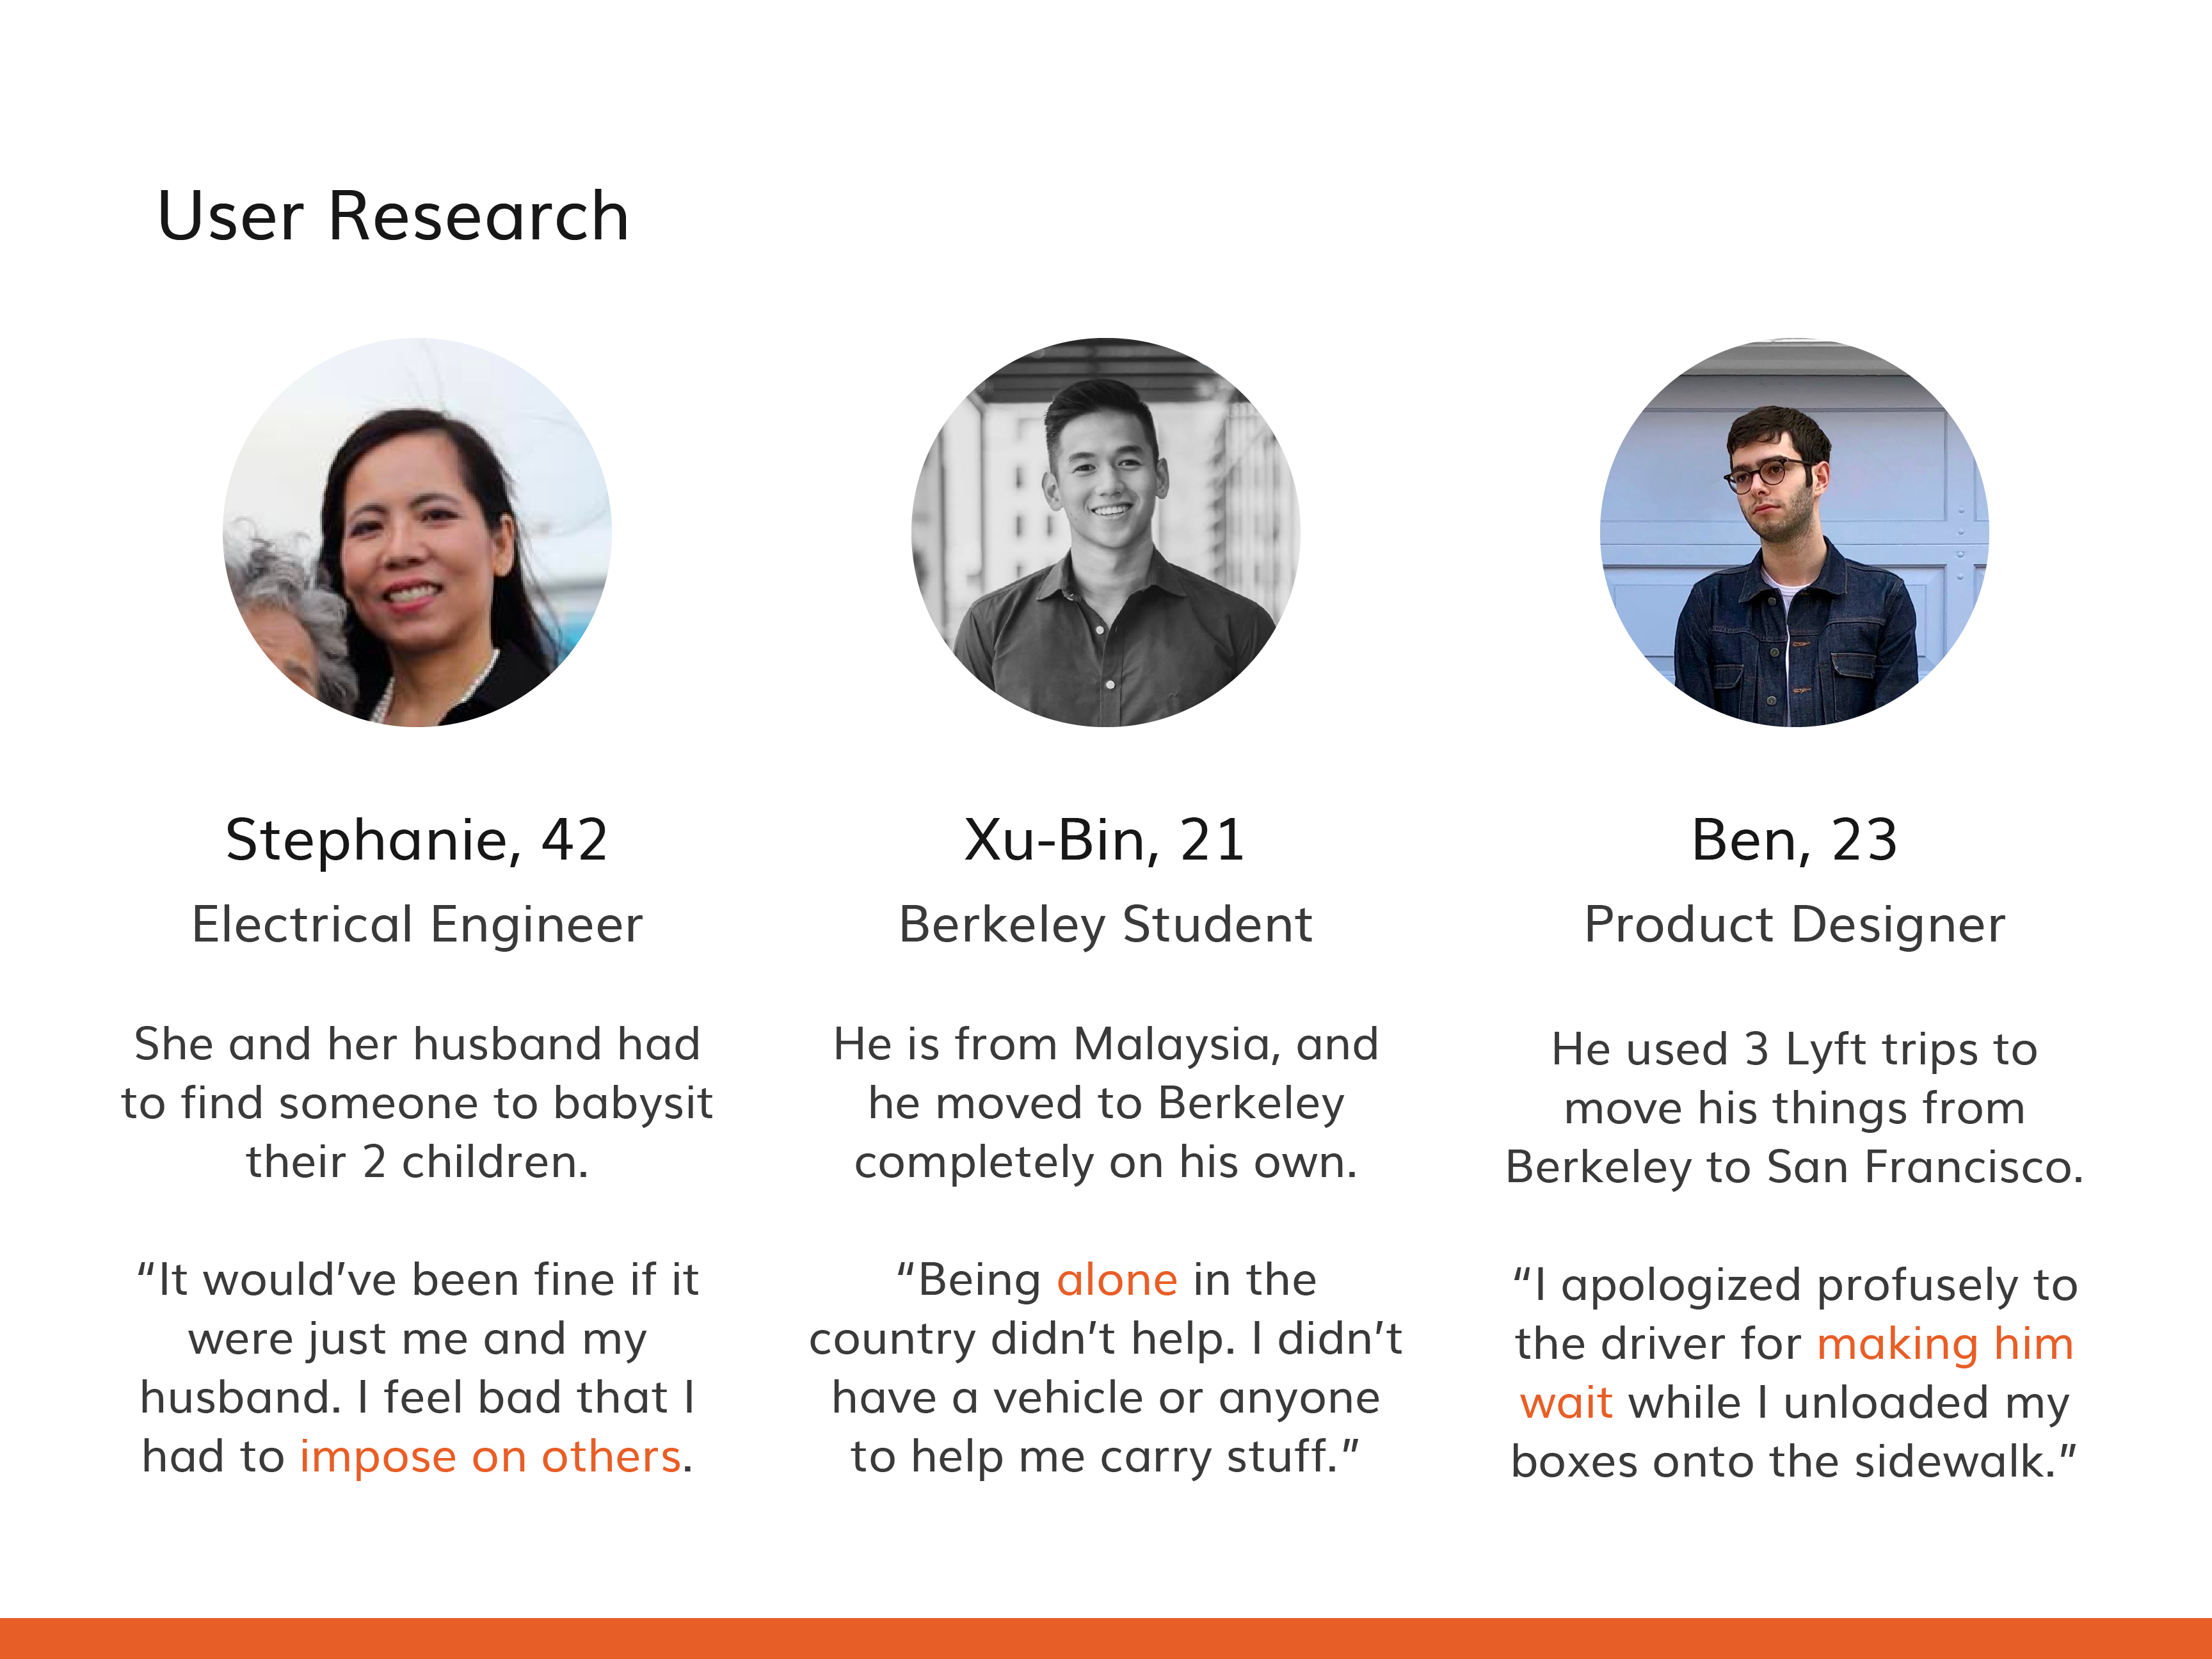 User Research
Stephanie, 42
Electrical Engineer
She and her husband had
to find someone to babysit
their 2 children.
“It would’ve been fine if it
were just me and my
husband. I feel bad that I
had to impose on others.
Xu-Bin, 21
Berkeley Student
He is from Malaysia, and
he moved to Berkeley
completely on his own.
“Being alone in the
country didn’t help. I didn’t
have a vehicle or anyone
to help me carry stuff.”
Ben, 23
Product Designer
He used 3 Lyft trips to
move his things from
Berkeley to San Francisco.
“I apologized profusely to
the driver for making him
wait while I unloaded my
boxes onto the sidewalk.”